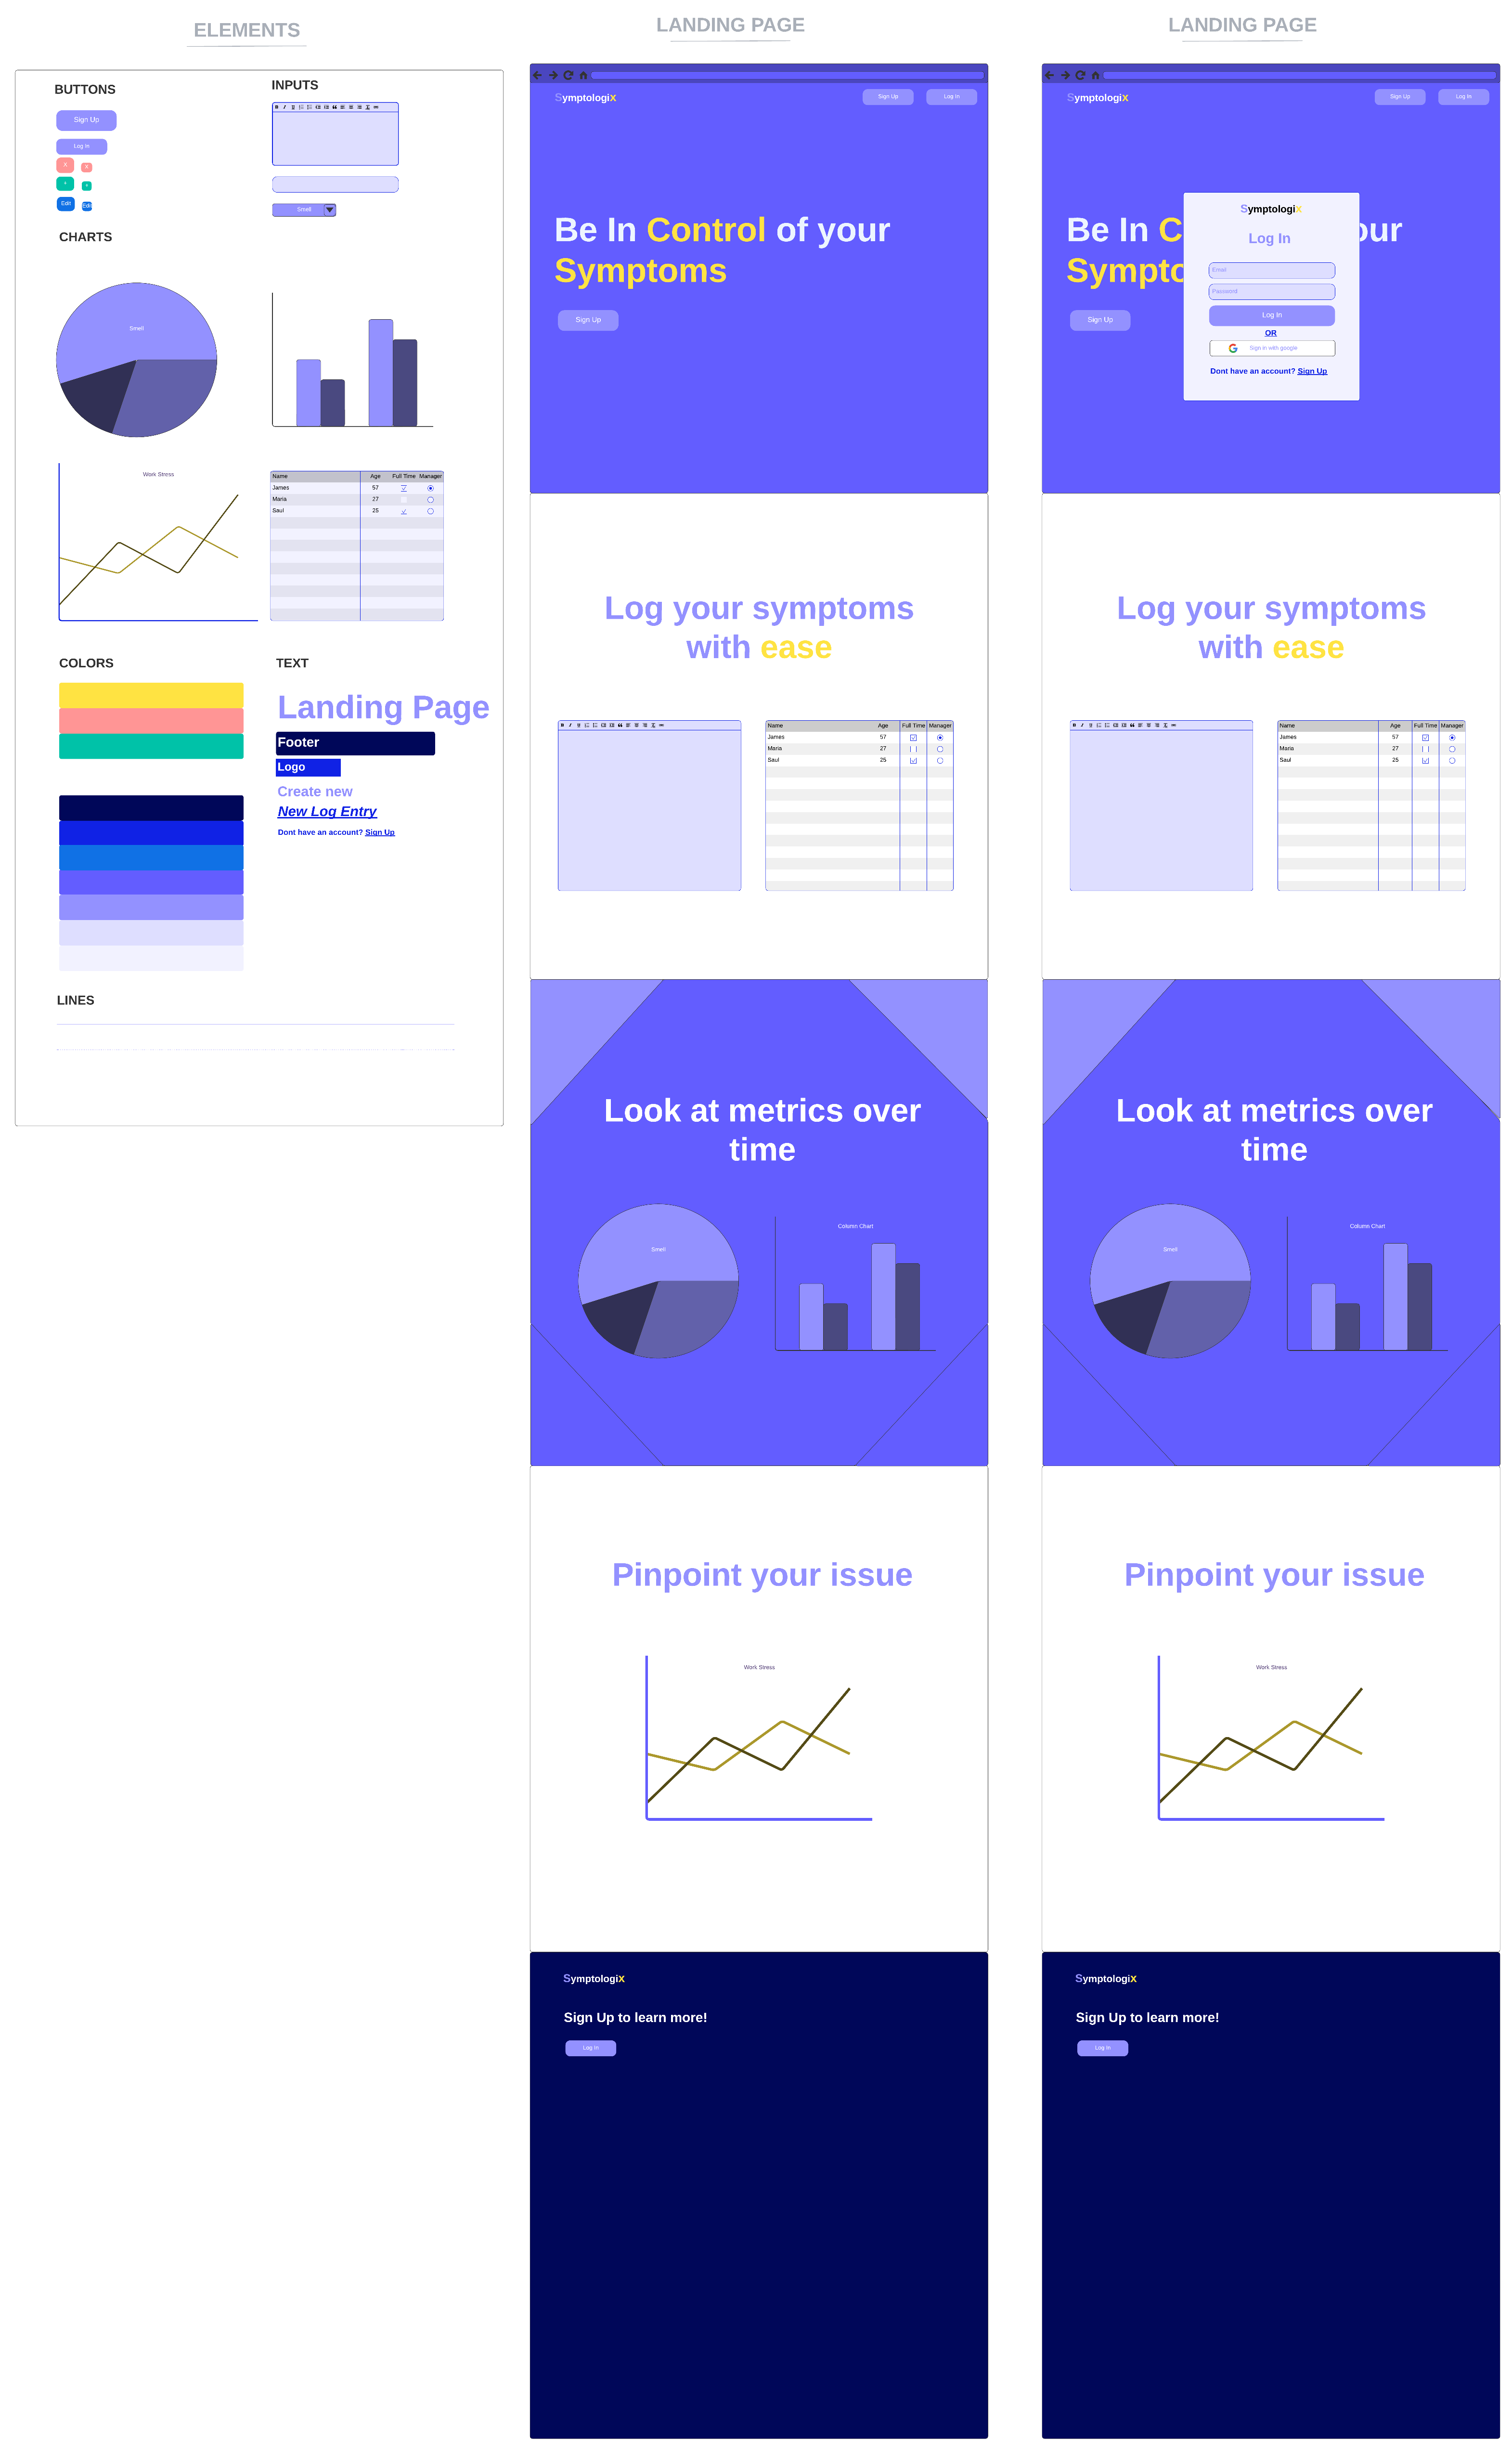 ELEMENTS
BUTTONS
Sign Up
Log In
X
X
+
+
Edit
Edit
INPUTS
B I U
Smell
CHARTS
Smell
Work Stress
Name Age Full Time Manager
James 57
Maria 27
Saul 25
COLORS
TEXT
Landing Page
Footer
Logo
Create new
New Log Entry
Dont have an account? Sign Up
LINES
LANDING PAGE
Symptologix
Sign Up
Log In
Be In Control of your
Symptoms
Sign Up
Log your symptoms
with ease
B I U
Name Age Full Time Manager
James 57
Maria 27
Saul 25
Look at metrics over
time
Smell
Column Chart
Pinpoint your issue
Work Stress
Symptologix
Sign Up to learn more!
Log In
LANDING PAGE
Symptologix
Sign Up
Log In
Be In C
our
Sympto
Sign Up
Symptologix
Log In
Email
Password
Log In
OR
Sign in with google
Dont have an account? Sign Up
Log your symptoms
with ease
B I U
Name Age Full Time Manager
James 57
Maria 27
Saul 25
Look at metrics over
time
Smell
Column Chart
Pinpoint your issue
Work Stress
Symptologix
Sign Up to learn more!
Log In